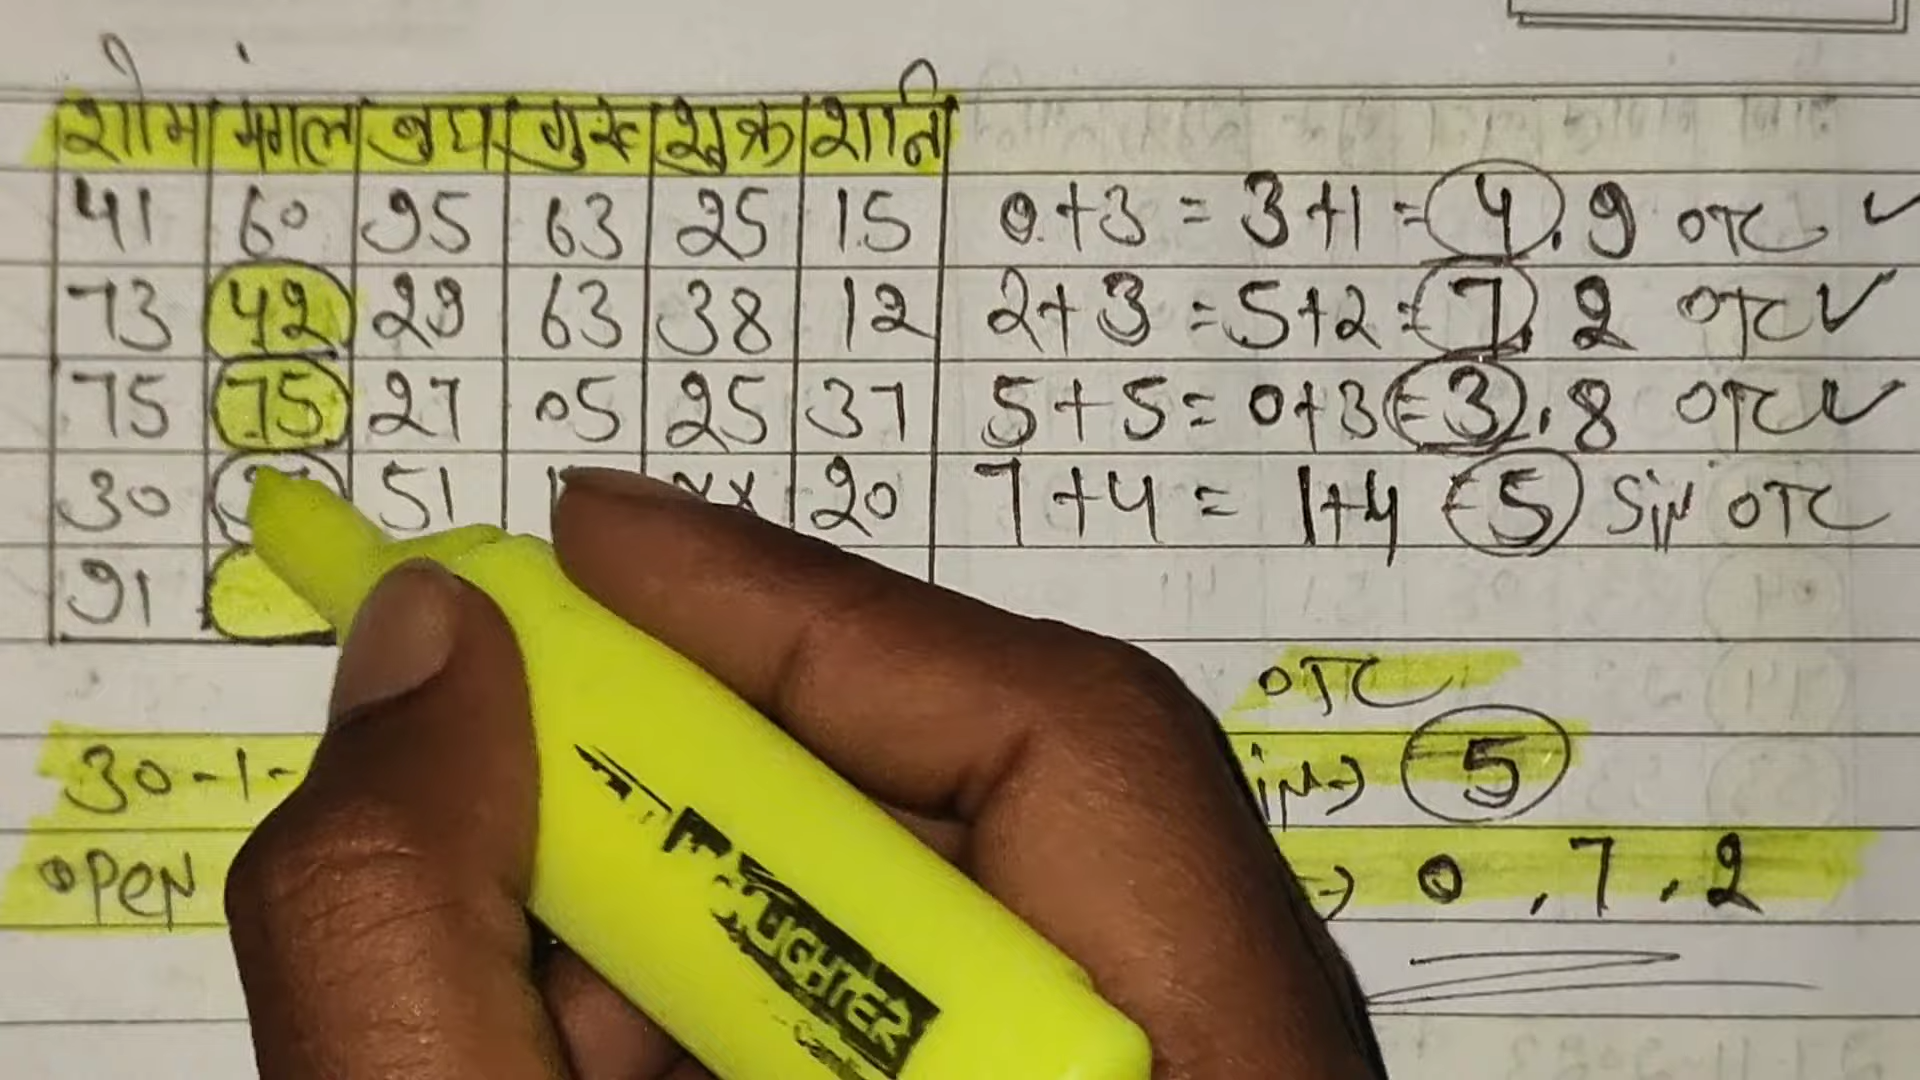 शोम मंगल बुध गुरु शुक्र शनि
41 60 95 63 25 15 0+3 = 3+1 = 4. 9 OTC ✓
73 42 29 63 38 12 2+3 = 5+2 = 7. 2 OTC ✓
75 75 27 05 25 37 5+5 = 0+3 = 3. 8 OTC ✓
30 51 xx 20 7+4 = 1+4 = 5 OTC
91
OTC
30-1- 5
OPEN 0, 7, 2
LIGHTER